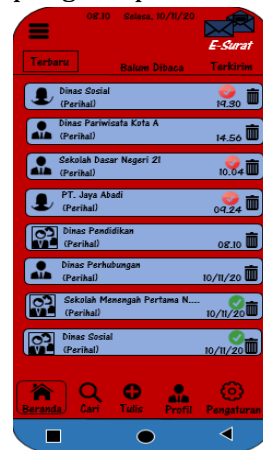 08.10 Selasa, 10/11/20
E-Surat
Terbaru Belum Dibaca Terkirim
Dinas Sosial
(Perihal) 19.30
Dinas Pariwisata Kota A
(Perihal) 14.56
Sekolah Dasar Negeri 21
(Perihal) 10.04
PT. Jaya Abadi
(Perihal) 09.24
Dinas Pendidikan
(Perihal) 08.10
Dinas Perhubungan
(Perihal) 10/11/20
Sekolah Menengah Pertama N.....
(Perihal) 10/11/20
Dinas Sosial
(Perihal) 10/11/20
Beranda Cari Tulis Profil Pengaturan